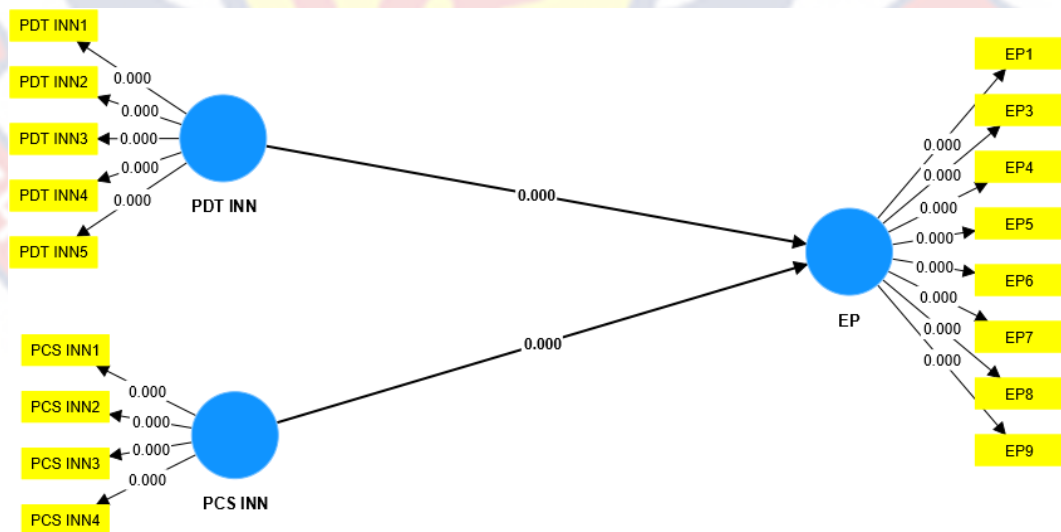 PDT INN1
PDT INN2
PDT INN3
PDT INN4
PDT INN5
0.000
0.000
0.000
0.000
0.000
PDT INN
0.000
PCS INN1
PCS INN2
PCS INN3
PCS INN4
0.000
0.000
0.000
0.000
PCS INN
0.000
EP
0.000
0.000
0.000
0.000
0.000
0.000
0.000
0.000
EP1
EP3
EP4
EP5
EP6
EP7
EP8
EP9